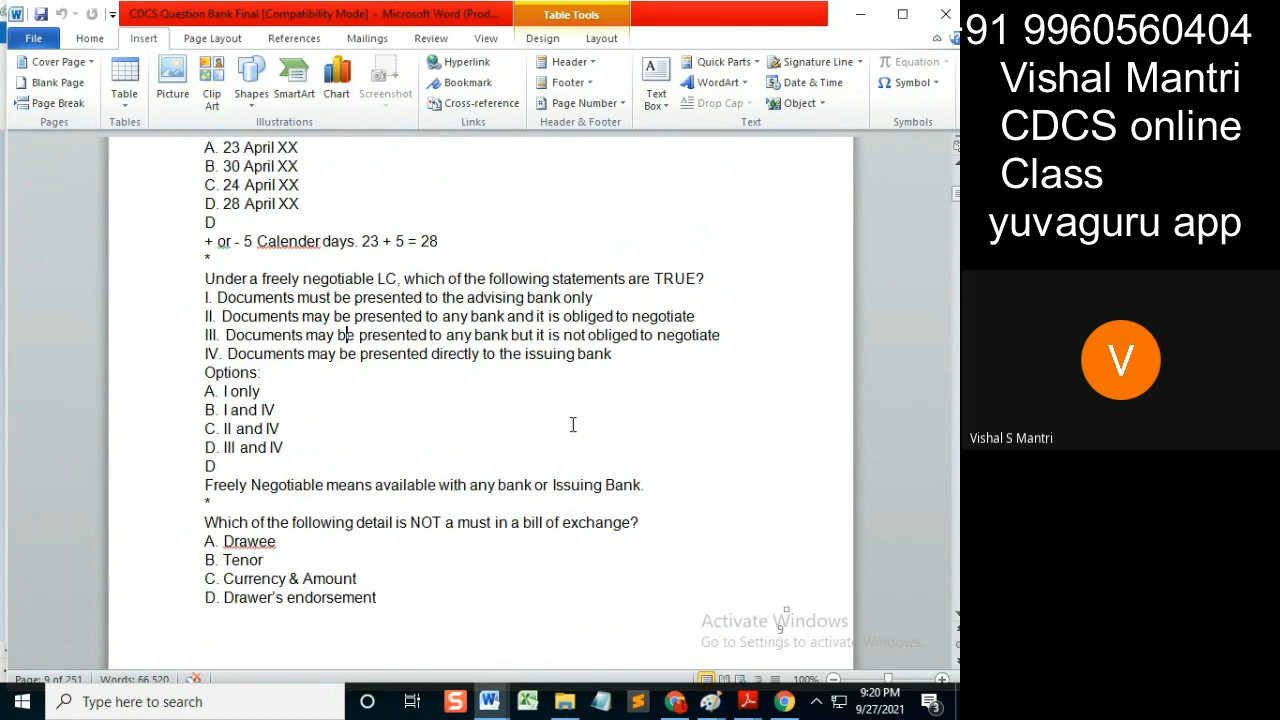 CDCS Question Bank Final [Compatibility Mode] - Microsoft Word (Prod...
Table Tools
File Home Insert Page Layout References Mailings Review View Design Layout
Cover Page
Blank Page
Page Break
Pages
Table
Tables
Picture
Clip Art
Shapes
SmartArt
Chart
Screenshot
Illustrations
Hyperlink
Bookmark
Cross-reference
Links
Header
Footer
Page Number
Header & Footer
Text Box
Quick Parts
WordArt
Drop Cap
Signature Line
Date & Time
Object
Text
Equation
Symbol
Symbols
A. 23 April XX
B. 30 April XX
C. 24 April XX
D. 28 April XX
D
+ or - 5 Calender days. 23 + 5 = 28
*
Under a freely negotiable LC, which of the following statements are TRUE?
I. Documents must be presented to the advising bank only
II. Documents may be presented to any bank and it is obliged to negotiate
III. Documents may be presented to any bank but it is not obliged to negotiate
IV. Documents may be presented directly to the issuing bank
Options:
A. I only
B. I and IV
C. II and IV
D. III and IV
D
Freely Negotiable means available with any bank or Issuing Bank.
*
Which of the following detail is NOT a must in a bill of exchange?
A. Drawee
B. Tenor
C. Currency & Amount
D. Drawer's endorsement
9
Activate Windows
Go to Settings to activate Windows.
Page: 9 of 251 Words: 66,520 100%
Type here to search
9:20 PM
9/27/2021
3
91 9960560404
Vishal Mantri
CDCS online
Class
yuvaguru app
V
Vishal S Mantri